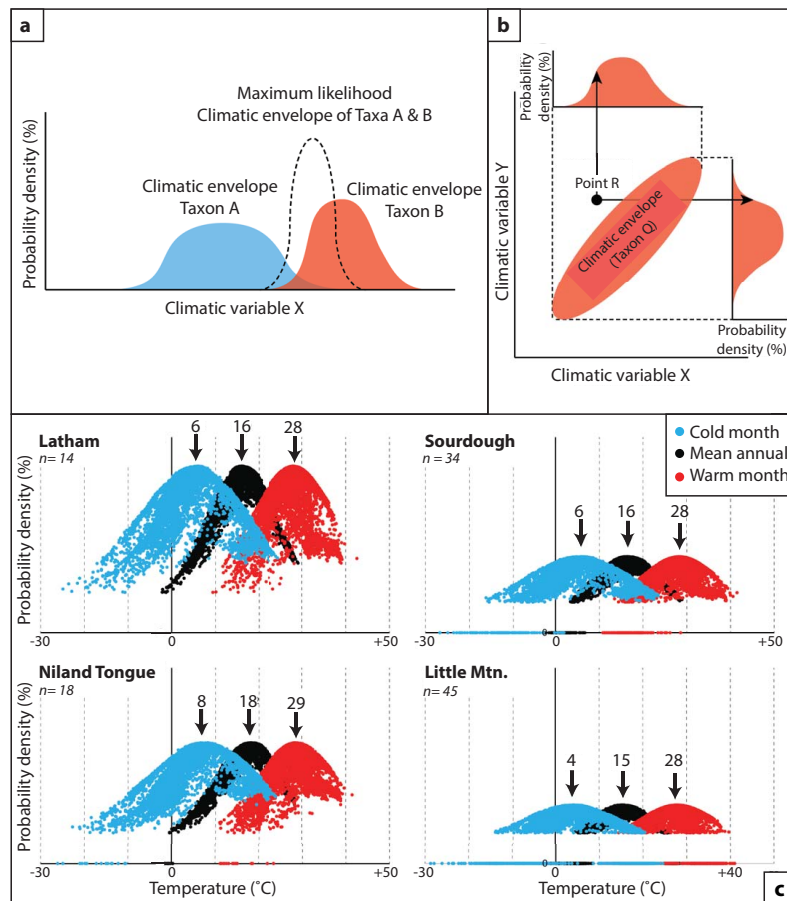 a
Maximum likelihood
Climatic envelope of Taxa A & B
Climatic envelope
Taxon A
Climatic envelope
Taxon B
Probability density (%)
Climatic variable X
b
Probability
density (%)
Climatic variable Y
Point R
Climatic envelope
(Taxon Q)
Probability
density (%)
Climatic variable X
Latham
n= 14
6 16 28
Probability density (%)
-30 0 +50
Sourdough
n= 34
Cold month
Mean annual
Warm month
6 16 28
0
-30 0 +50
Niland Tongue
n= 18
8 18 29
Probability density (%)
-30 0 +50
Temperature (˚C)
Little Mtn.
n= 45
4 15 28
0
-30 0 +40
Temperature (˚C)
c